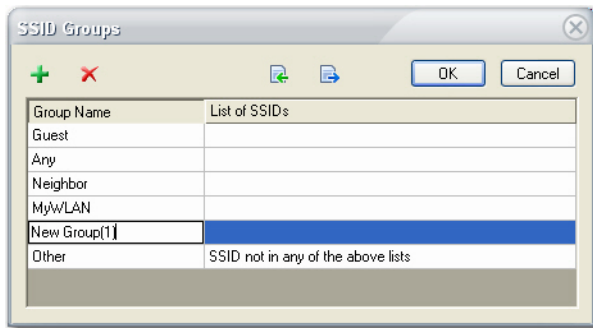 SSID Groups
OK Cancel
Group Name List of SSIDs
Guest
Any
Neighbor
MyWLAN
New Group(1)
Other SSID not in any of the above lists